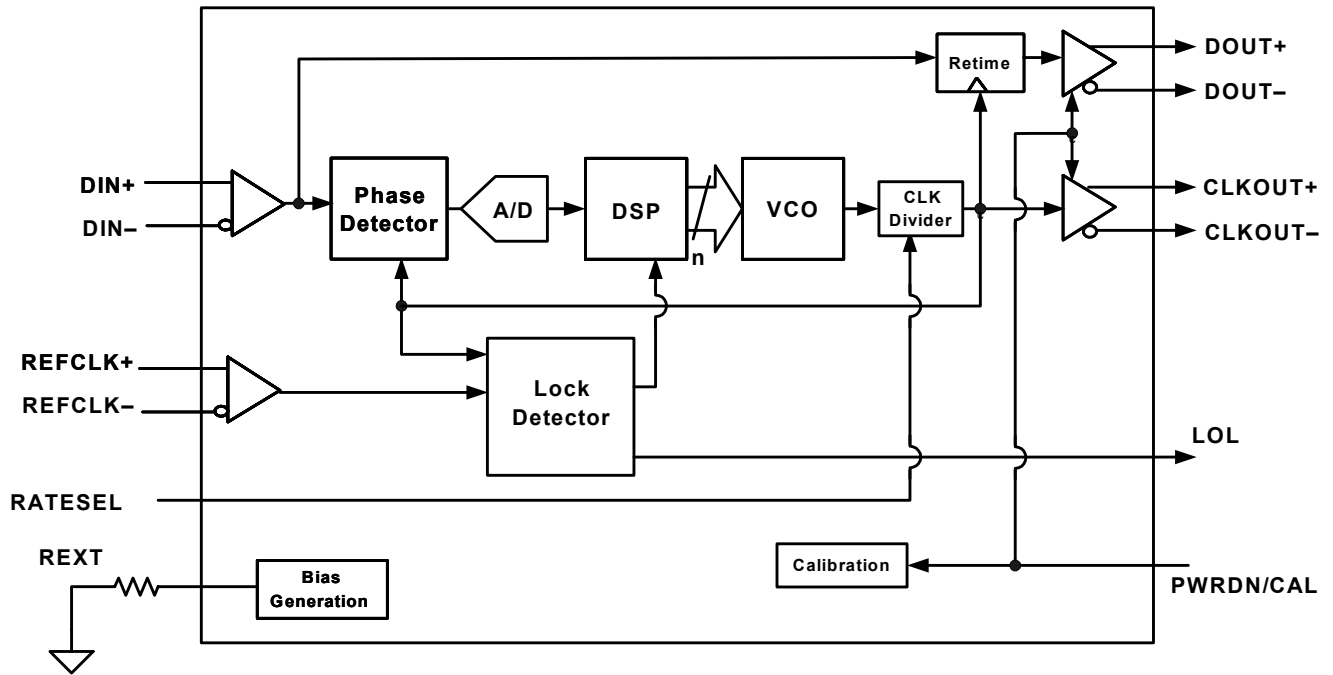 Retime
DOUT+
DOUT–
DIN+
DIN–
Phase
Detector
A/D
DSP
n
VCO
CLK
Divider
CLKOUT+
CLKOUT–
REFCLK+
REFCLK–
Lock
Detector
LOL
RATESEL
REXT
Bias
Generation
Calibration
PWRDN/CAL